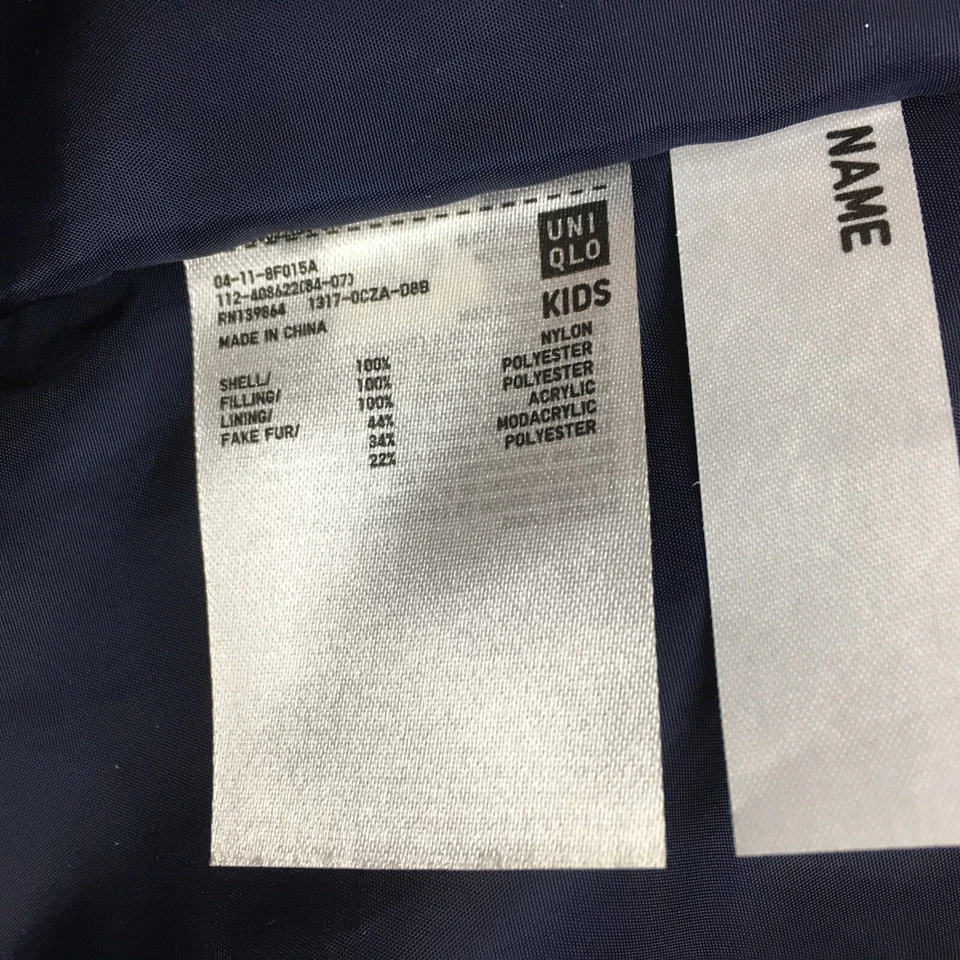 UNI
QLO
KIDS
04-11-8F015A
112-408622(84-07)
RN139864 1317-0CZA-D8B
MADE IN CHINA
SHELL/ 100% NYLON
FILLING/ 100% POLYESTER
LINING/ 100% POLYESTER
FAKE FUR/ 44% ACRYLIC
34% MODACRYLIC
22% POLYESTER
NAME